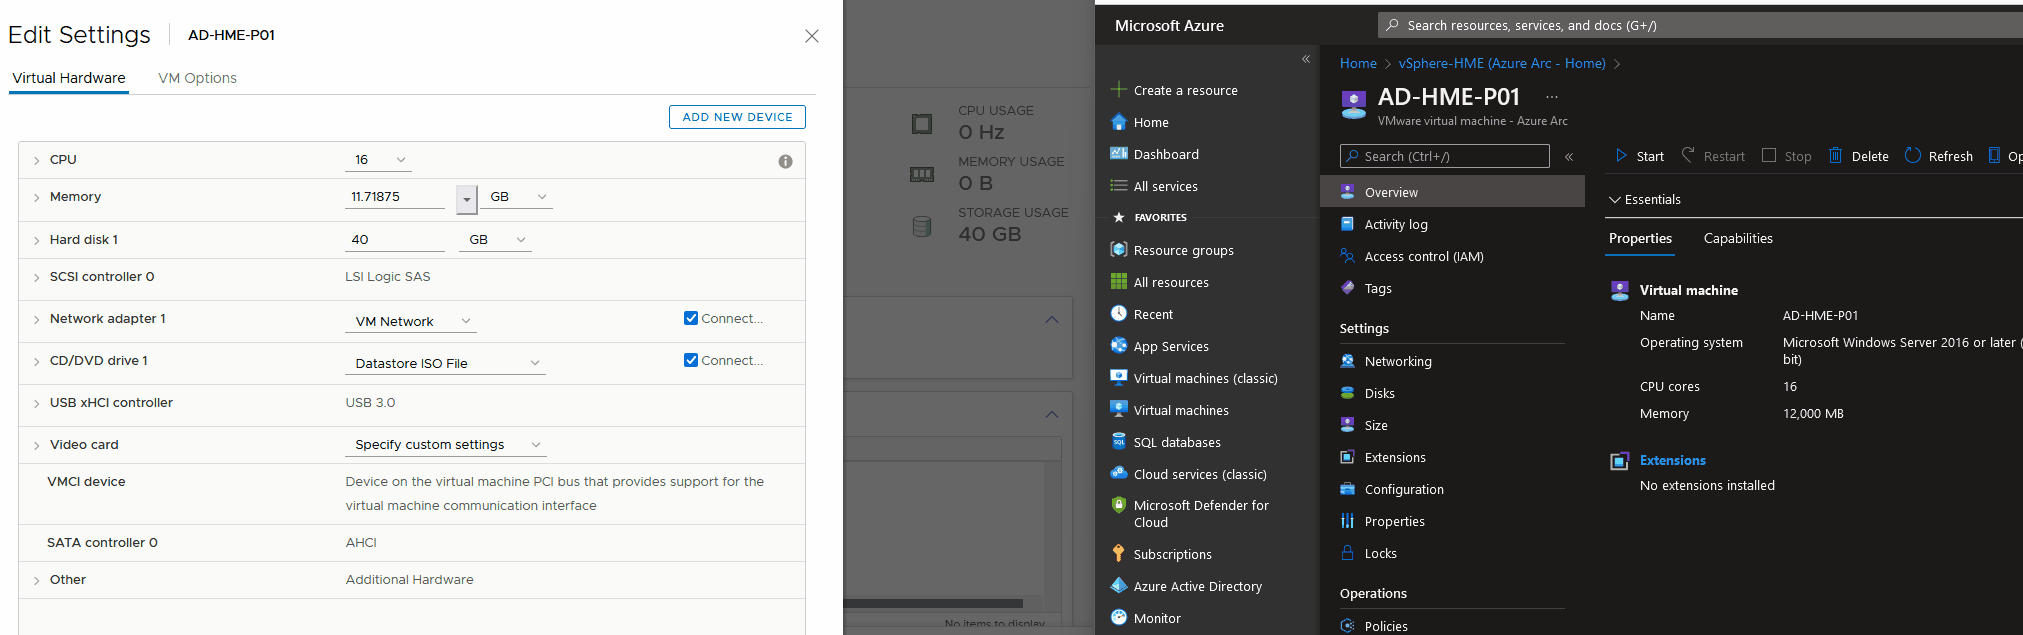 Edit Settings AD-HME-P01
Virtual Hardware VM Options
ADD NEW DEVICE
CPU 16
Memory 11.71875 GB
Hard disk 1 40 GB
SCSI controller 0 LSI Logic SAS
Network adapter 1 VM Network Connect...
CD/DVD drive 1 Datastore ISO File Connect...
USB xHCI controller USB 3.0
Video card Specify custom settings
VMCI device Device on the virtual machine PCI bus that provides support for the
virtual machine communication interface
SATA controller 0 AHCI
Other Additional Hardware
CPU USAGE
0 Hz
MEMORY USAGE
0 B
STORAGE USAGE
40 GB
No items to display
Microsoft Azure
Search resources, services, and docs (G+/)
Create a resource
Home
Dashboard
All services
FAVORITES
Resource groups
All resources
Recent
App Services
Virtual machines (classic)
Virtual machines
SQL databases
Cloud services (classic)
Microsoft Defender for
Cloud
Subscriptions
Azure Active Directory
Monitor
Home > vSphere-HME (Azure Arc - Home) >
AD-HME-P01 ...
VMware virtual machine - Azure Arc
Search (Ctrl+/)
Overview
Activity log
Access control (IAM)
Tags
Settings
Networking
Disks
Size
Extensions
Configuration
Properties
Locks
Operations
Policies
Start Restart Stop Delete Refresh Op
Essentials
Properties Capabilities
Virtual machine
Name AD-HME-P01
Operating system Microsoft Windows Server 2016 or later (
bit)
CPU cores 16
Memory 12,000 MB
Extensions
No extensions installed